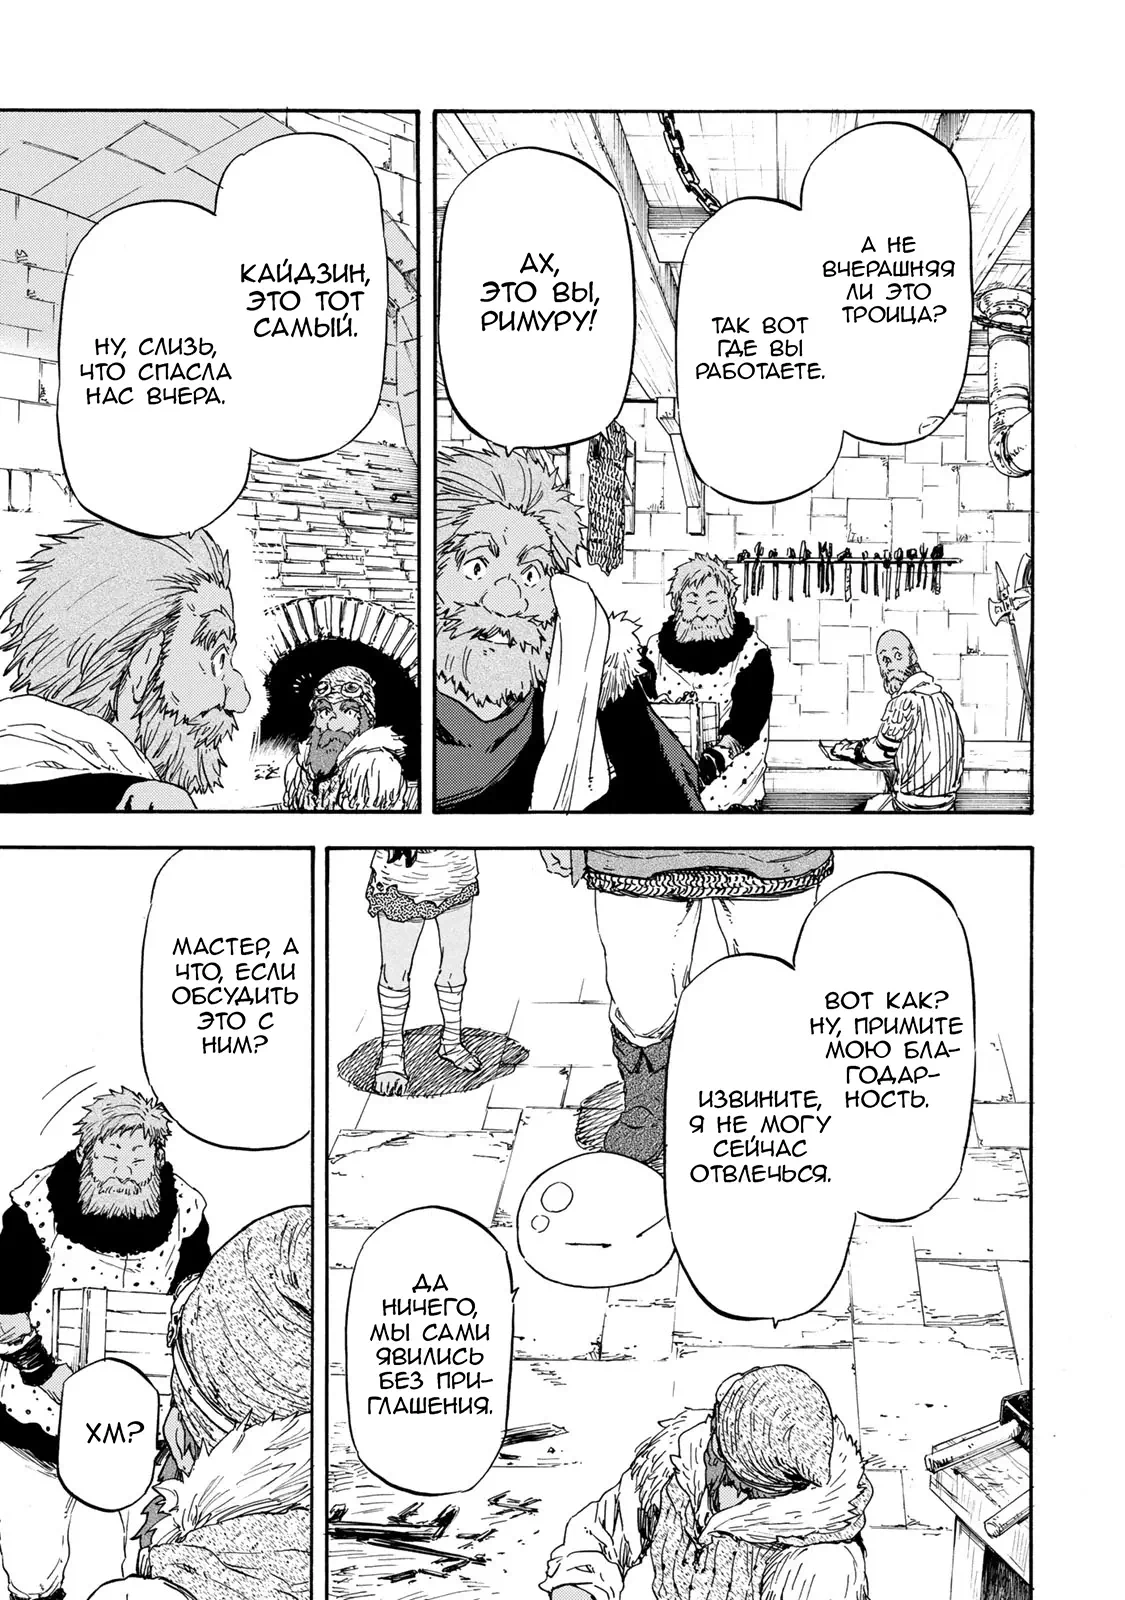 А НЕ
ВЧЕРАШНЯЯ
ЛИ ЭТО
ТРОИЦА?
ТАК ВОТ
ГДЕ ВЫ
РАБОТАЕТЕ.
АХ,
ЭТО ВЫ,
РИМУРУ!
КАЙДЗИН,
ЭТО ТОТ
САМЫЙ.
НУ, СЛИЗЬ,
ЧТО СПАСЛА
НАС ВЧЕРА.
ВОТ КАК?
НУ, ПРИМИТЕ
МОЮ БЛА-
ГОДАР-
НОСТЬ.
ИЗВИНИТЕ,
Я НЕ МОГУ
СЕЙЧАС
ОТВЛЕЧЬСЯ.
ДА
НИЧЕГО,
МЫ САМИ
ЯВИЛИСЬ
БЕЗ ПРИ-
ГЛАШЕНИЯ.
МАСТЕР, А
ЧТО, ЕСЛИ
ОБСУДИТЬ
ЭТО С
НИМ?
ХМ?